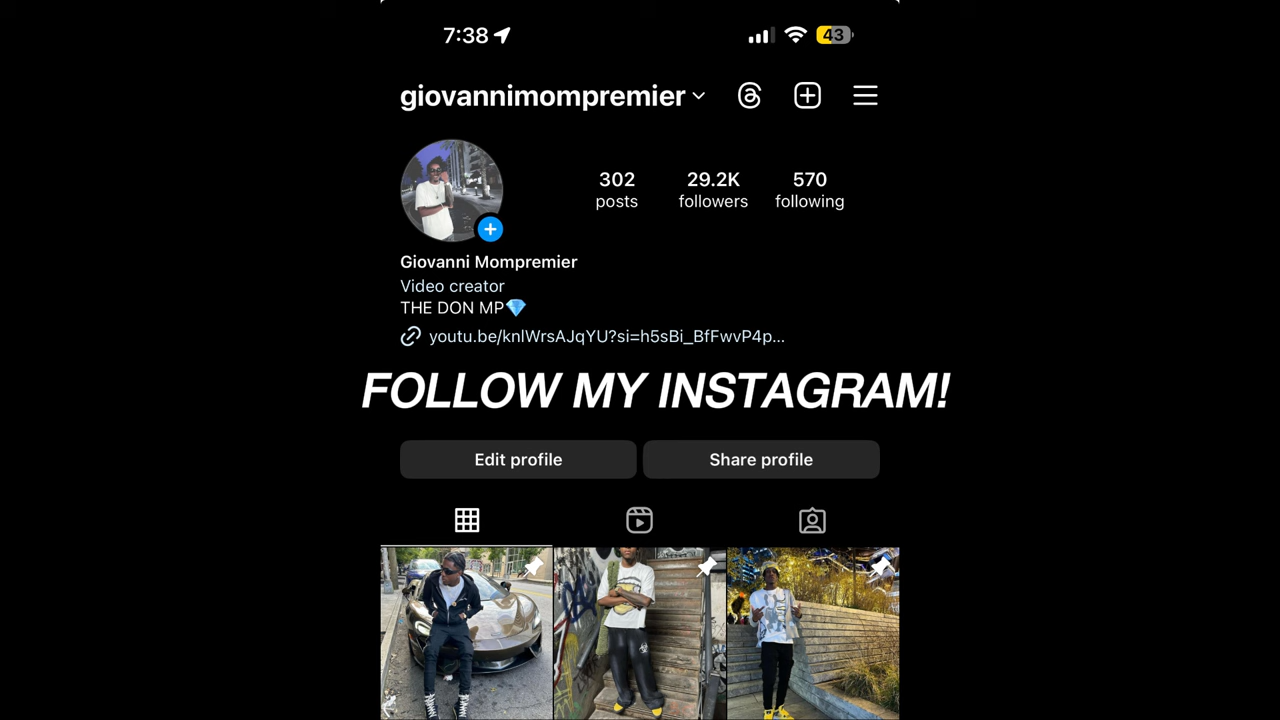 7:38
43
giovannimompremier
302
29.2K
570
posts
followers
following
Giovanni Mompremier
Video creator
THE DON MP💎
youtu.be/knlWrsAJqYU?si=h5sBi_BfFwvP4p...
FOLLOW MY INSTAGRAM!
Edit profile
Share profile